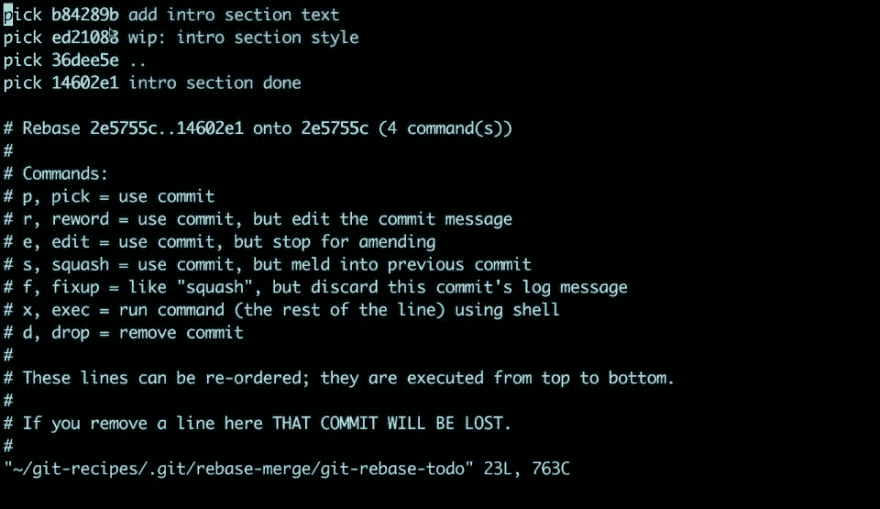 pick b84289b add intro section text
pick ed21083 wip: intro section style
pick 36dee5e ..
pick 14602e1 intro section done
# Rebase 2e5755c..14602e1 onto 2e5755c (4 command(s))
#
# Commands:
# p, pick = use commit
# r, reword = use commit, but edit the commit message
# e, edit = use commit, but stop for amending
# s, squash = use commit, but meld into previous commit
# f, fixup = like "squash", but discard this commit's log message
# x, exec = run command (the rest of the line) using shell
# d, drop = remove commit
#
# These lines can be re-ordered; they are executed from top to bottom.
#
# If you remove a line here THAT COMMIT WILL BE LOST.
#
"~/git-recipes/.git/rebase-merge/git-rebase-todo" 23L, 763C